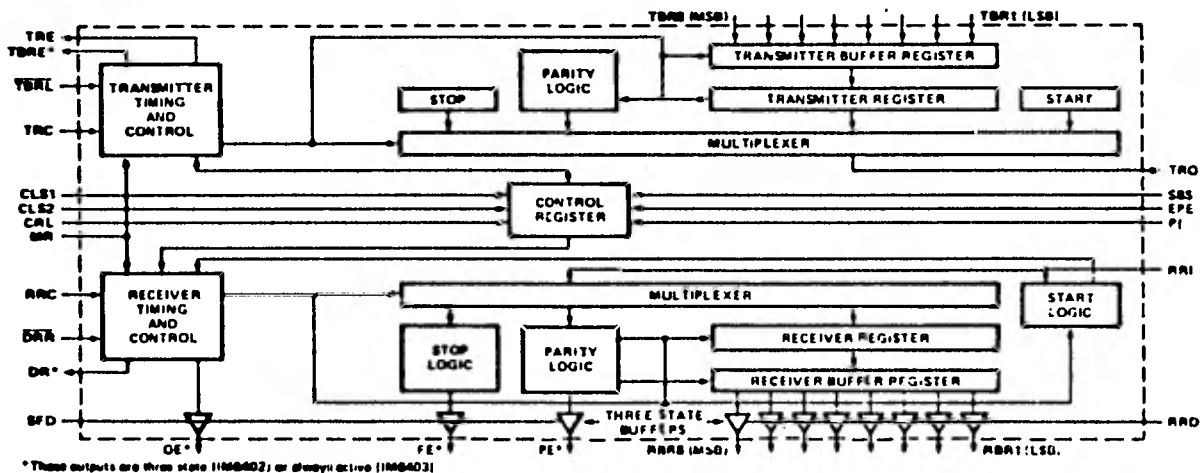 TBR8 (MSB) TBR1 (LSB)
TRE
TBRE*
TBRL
TRC
TRANSMITTER
TIMING
AND
CONTROL
STOP
PARITY
LOGIC
TRANSMITTER BUFFER REGISTER
TRANSMITTER REGISTER
START
MULTIPLEXER
TRO
CLS1
CLS2
CRL
MR
CONTROL
REGISTER
SBS
EPE
PI
RRI
RRC
DRR
DR*
RECEIVER
TIMING
AND
CONTROL
MULTIPLEXER
START
LOGIC
STOP
LOGIC
PARITY
LOGIC
RECEIVER REGISTER
RECEIVER BUFFER REGISTER
SFD
THREE STATE
BUFFERS
RRD
OE*
FE*
PE*
RBR8 (MSB)
RBR1 (LSB)
* These outputs are three state (IM6402) or always active (IM6403)